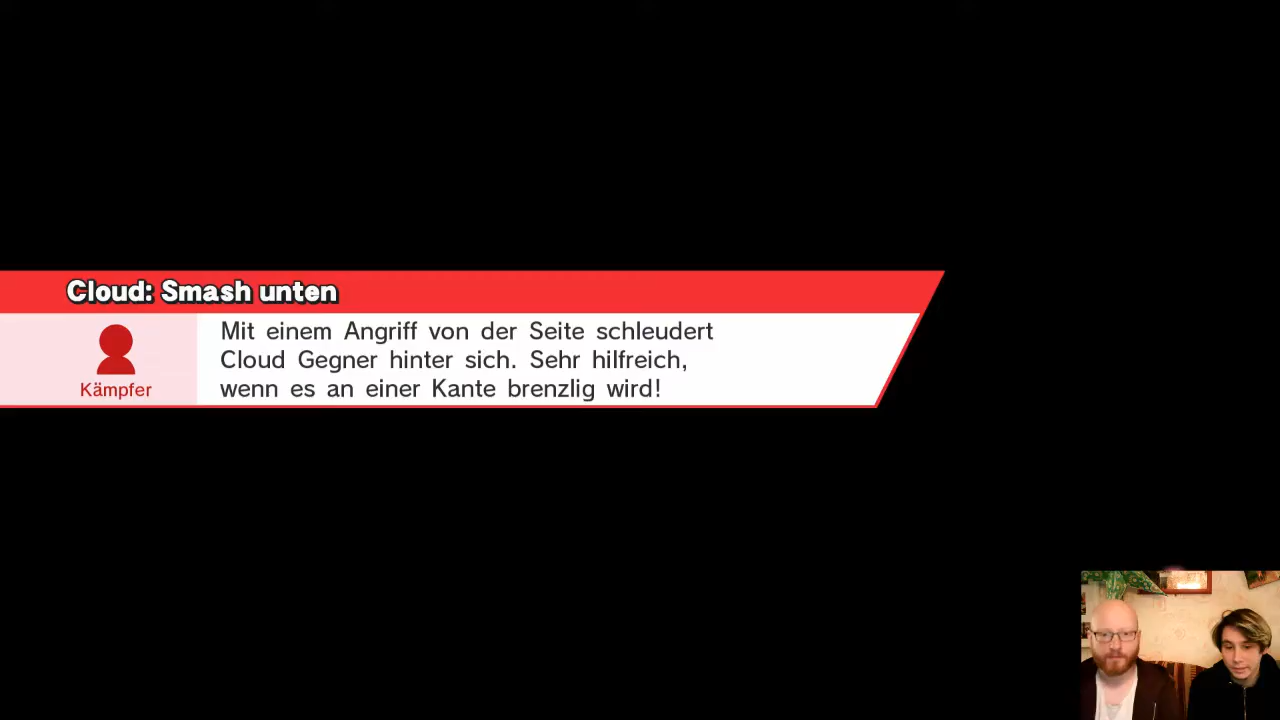 Cloud: Smash unten
Kämpfer
Mit einem Angriff von der Seite schleudert
Cloud Gegner hinter sich. Sehr hilfreich,
wenn es an einer Kante brenzlig wird!